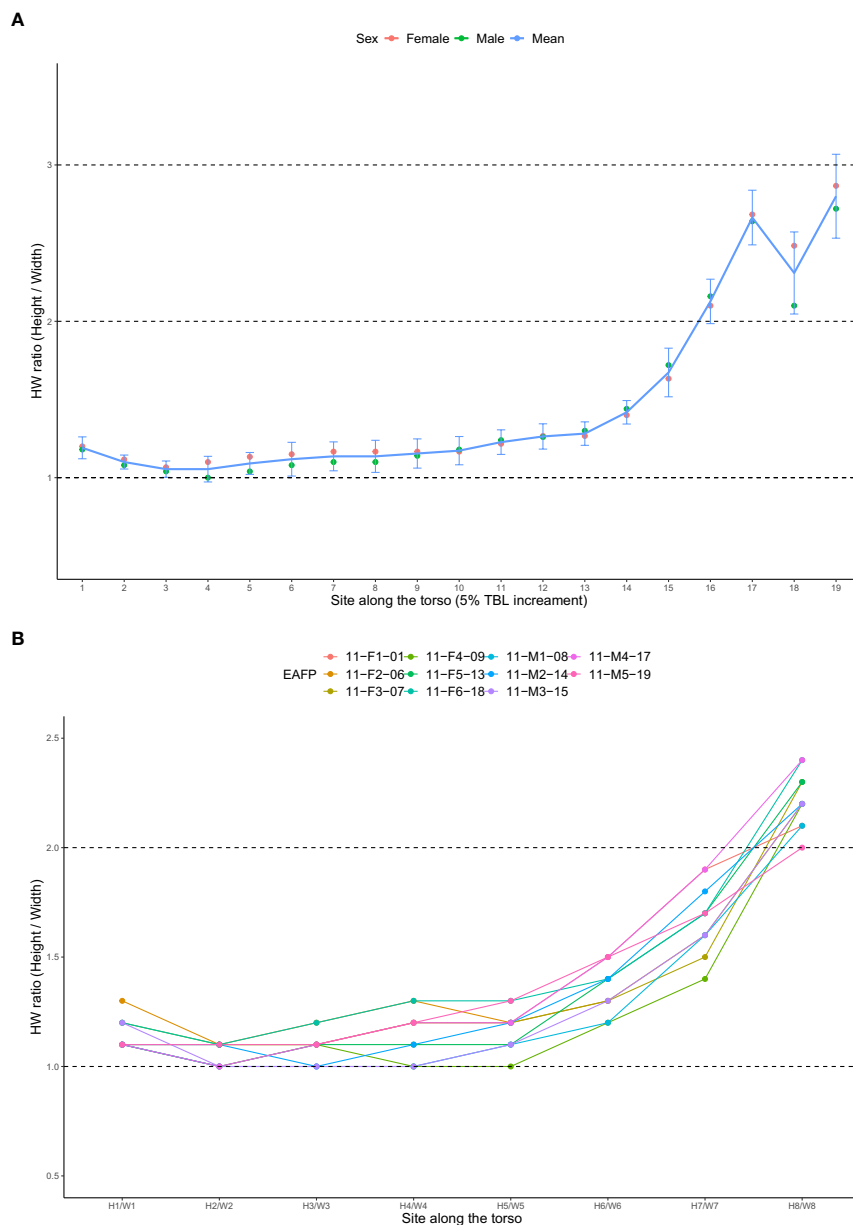 A
Sex Female Male Mean
3
2
1
HW ratio (Height / Width)
1 2 3 4 5 6 7 8 9 10 11 12 13 14 15 16 17 18 19
Site along the torso (5% TBL increament)
B
EAFP
11−F1−01 11−F4−09 11−M1−08 11−M4−17
11−F2−06 11−F5−13 11−M2−14 11−M5−19
11−F3−07 11−F6−18 11−M3−15
2.5
2.0
1.5
1.0
0.5
HW ratio (Height / Width)
H1/W1 H2/W2 H3/W3 H4/W4 H5/W5 H6/W6 H7/W7 H8/W8
Site along the torso